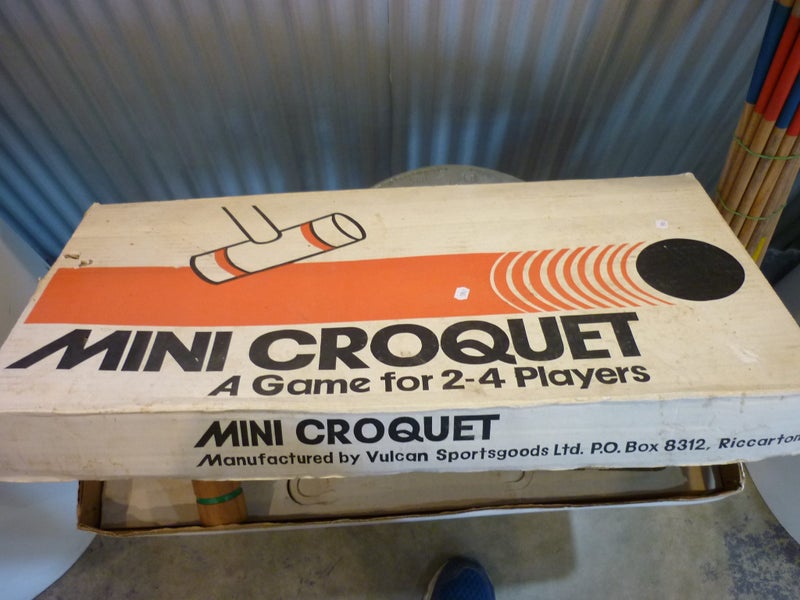 MINI CROQUET
A Game for 2-4 Players
MINI CROQUET
Manufactured by Vulcan Sportsgoods Ltd. P.O. Box 8312, Riccarton